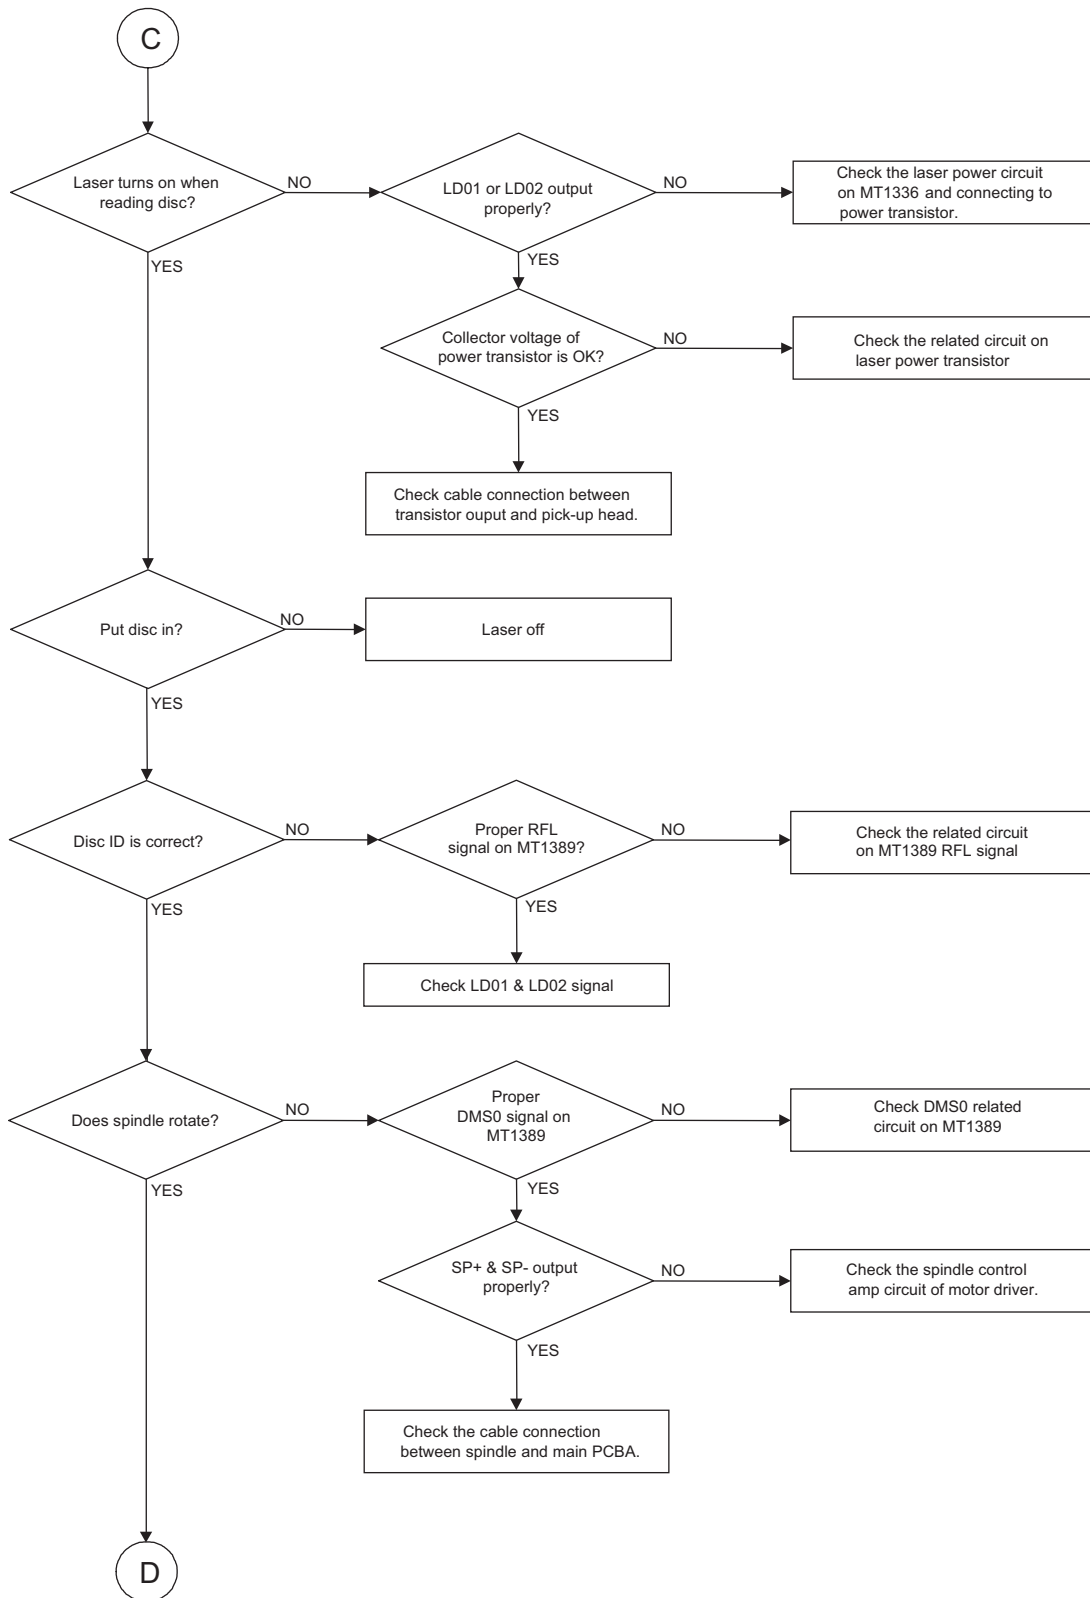 C
Laser turns on when
reading disc?
NO
LD01 or LD02 output
properly?
NO
Check the laser power circuit
on MT1336 and connecting to
power transistor.
YES
YES
Collector voltage of
power transistor is OK?
NO
Check the related circuit on
laser power transistor
YES
Check cable connection between
transistor ouput and pick-up head.
Put disc in?
NO
Laser off
YES
Disc ID is correct?
NO
Proper RFL
signal on MT1389?
NO
Check the related circuit
on MT1389 RFL signal
YES
YES
Check LD01 & LD02 signal
Does spindle rotate?
NO
Proper
DMS0 signal on
MT1389
NO
Check DMS0 related
circuit on MT1389
YES
YES
SP+ & SP- output
properly?
NO
Check the spindle control
amp circuit of motor driver.
YES
Check the cable connection
between spindle and main PCBA.
D